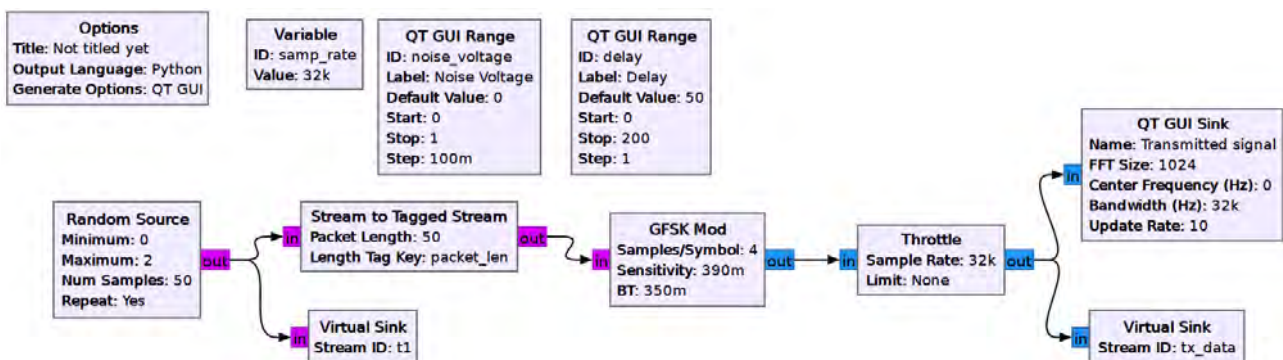 Options
Title: Not titled yet
Output Language: Python
Generate Options: QT GUI
Variable
ID: samp_rate
Value: 32k
QT GUI Range
ID: noise_voltage
Label: Noise Voltage
Default Value: 0
Start: 0
Stop: 1
Step: 100m
QT GUI Range
ID: delay
Label: Delay
Default Value: 50
Start: 0
Stop: 200
Step: 1
QT GUI Sink
Name: Transmitted signal
FFT Size: 1024
Center Frequency (Hz): 0
Bandwidth (Hz): 32k
Update Rate: 10
in
Random Source
Minimum: 0
Maximum: 2
Num Samples: 50
Repeat: Yes
out
in
Stream to Tagged Stream
Packet Length: 50
Length Tag Key: packet_len
out
in
GFSK Mod
Samples/Symbol: 4
Sensitivity: 390m
BT: 350m
out
in
Throttle
Sample Rate: 32k
Limit: None
out
in
Virtual Sink
Stream ID: t1
in
Virtual Sink
Stream ID: tx_data